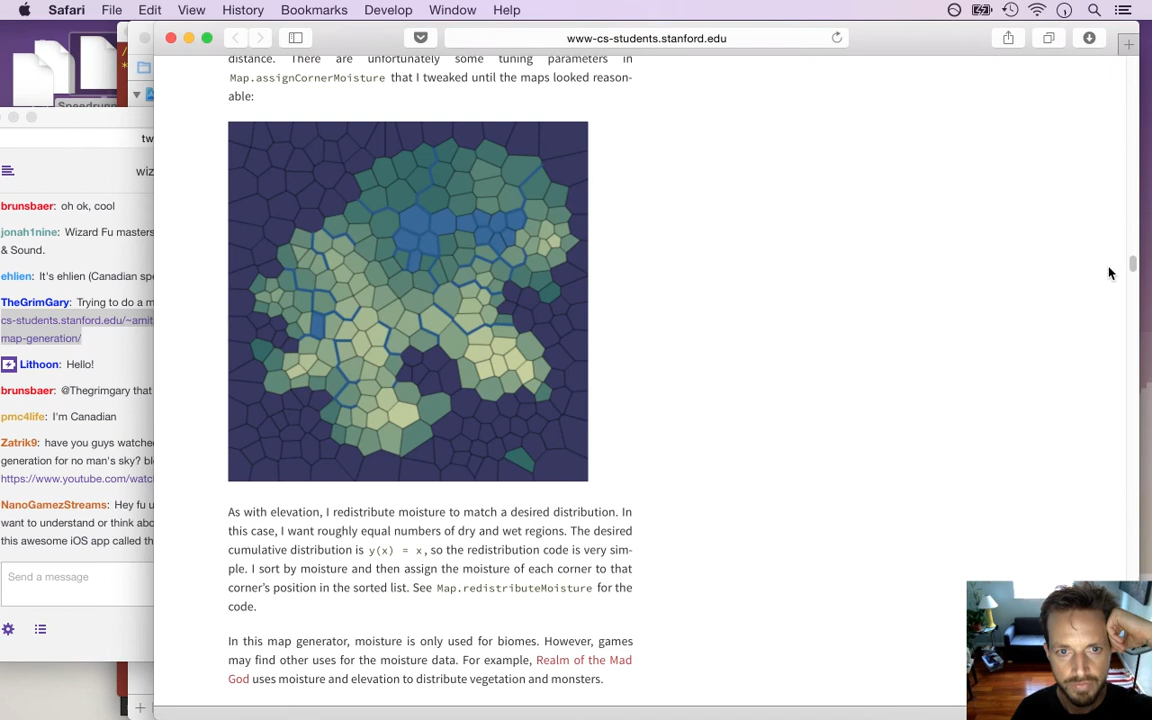 Safari File Edit View History Bookmarks Develop Window Help
www-cs-students.stanford.edu
Speedrunn
tw
wiz
brunsbaer: oh ok, cool
jonah1nine: Wizard Fu masters
& Sound.
ehlien: It's ehlien (Canadian spe
TheGrimGary: Trying to do a m
cs-students.stanford.edu/~amit
map-generation/
Lithoon: Hello!
brunsbaer: @Thegrimgary that
pmc4life: I'm Canadian
Zatrik9: have you guys watched
generation for no man's sky? bl
https://www.youtube.com/watc
NanoGamezStreams: Hey fu u
want to understand or think abo
this awesome iOS app called th
Send a message
distance. There are unfortunately some tuning parameters in
Map.assignCornerMoisture that I tweaked until the maps looked reason-
able:
As with elevation, I redistribute moisture to match a desired distribution. In
this case, I want roughly equal numbers of dry and wet regions. The desired
cumulative distribution is y(x) = x, so the redistribution code is very sim-
ple. I sort by moisture and then assign the moisture of each corner to that
corner's position in the sorted list. See Map.redistributeMoisture for the
code.
In this map generator, moisture is only used for biomes. However, games
may find other uses for the moisture data. For example, Realm of the Mad
God uses moisture and elevation to distribute vegetation and monsters.